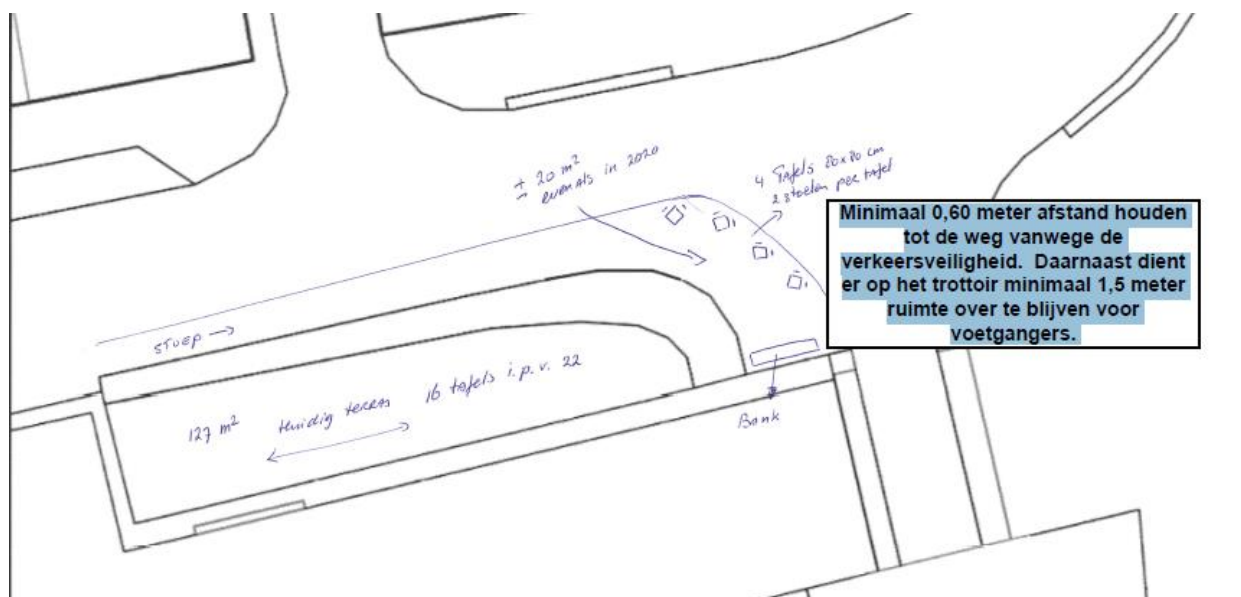 ± 20 m²
evenals in 2020
4 Tafels 80x80 cm
2 stoelen per tafel
Minimaal 0,60 meter afstand houden
tot de weg vanwege de
verkeersveiligheid. Daarnaast dient
er op het trottoir minimaal 1,5 meter
ruimte over te blijven voor
voetgangers.
STOEP →
127 m² Huidig terras 16 tafels i.p.v. 22
Bank